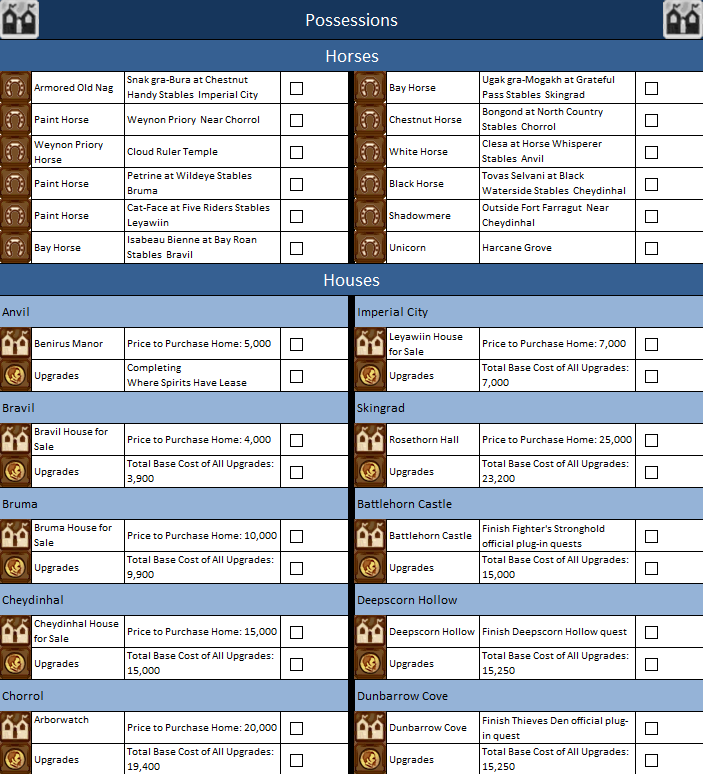 Possessions
Horses
Armored Old Nag
Snak gra-Bura at Chestnut
Handy Stables Imperial City
Bay Horse
Ugak gra-Mogakh at Grateful
Pass Stables Skingrad
Paint Horse
Weynon Priory Near Chorrol
Chestnut Horse
Bongond at North Country
Stables Chorrol
Weynon Priory
Horse
Cloud Ruler Temple
White Horse
Clesa at Horse Whisperer
Stables Anvil
Paint Horse
Petrine at Wildeye Stables
Bruma
Black Horse
Tovas Selvani at Black
Waterside Stables Cheydinhal
Paint Horse
Cat-Face at Five Riders Stables
Leyawiin
Shadowmere
Outside Fort Farragut Near
Cheydinhal
Bay Horse
Isabeau Bienne at Bay Roan
Stables Bravil
Unicorn
Harcane Grove
Houses
Anvil
Imperial City
Benirus Manor
Price to Purchase Home: 5,000
Leyawiin House
for Sale
Price to Purchase Home: 7,000
Upgrades
Completing
Where Spirits Have Lease
Upgrades
Total Base Cost of All Upgrades:
7,000
Bravil
Skingrad
Bravil House for
Sale
Price to Purchase Home: 4,000
Rosethorn Hall
Price to Purchase Home: 25,000
Upgrades
Total Base Cost of All Upgrades:
3,900
Upgrades
Total Base Cost of All Upgrades:
23,200
Bruma
Battlehorn Castle
Bruma House for
Sale
Price to Purchase Home: 10,000
Battlehorn Castle
Finish Fighter's Stronghold
official plug-in quests
Upgrades
Total Base Cost of All Upgrades:
9,900
Upgrades
Total Base Cost of All Upgrades:
15,000
Cheydinhal
Deepscorn Hollow
Cheydinhal House
for Sale
Price to Purchase Home: 15,000
Deepscorn Hollow
Finish Deepscorn Hollow quest
Upgrades
Total Base Cost of All Upgrades:
15,000
Upgrades
Total Base Cost of All Upgrades:
15,250
Chorrol
Dunbarrow Cove
Arborwatch
Price to Purchase Home: 20,000
Dunbarrow Cove
Finish Thieves Den official plug-
in quest
Upgrades
Total Base Cost of All Upgrades:
19,400
Upgrades
Total Base Cost of All Upgrades:
15,250